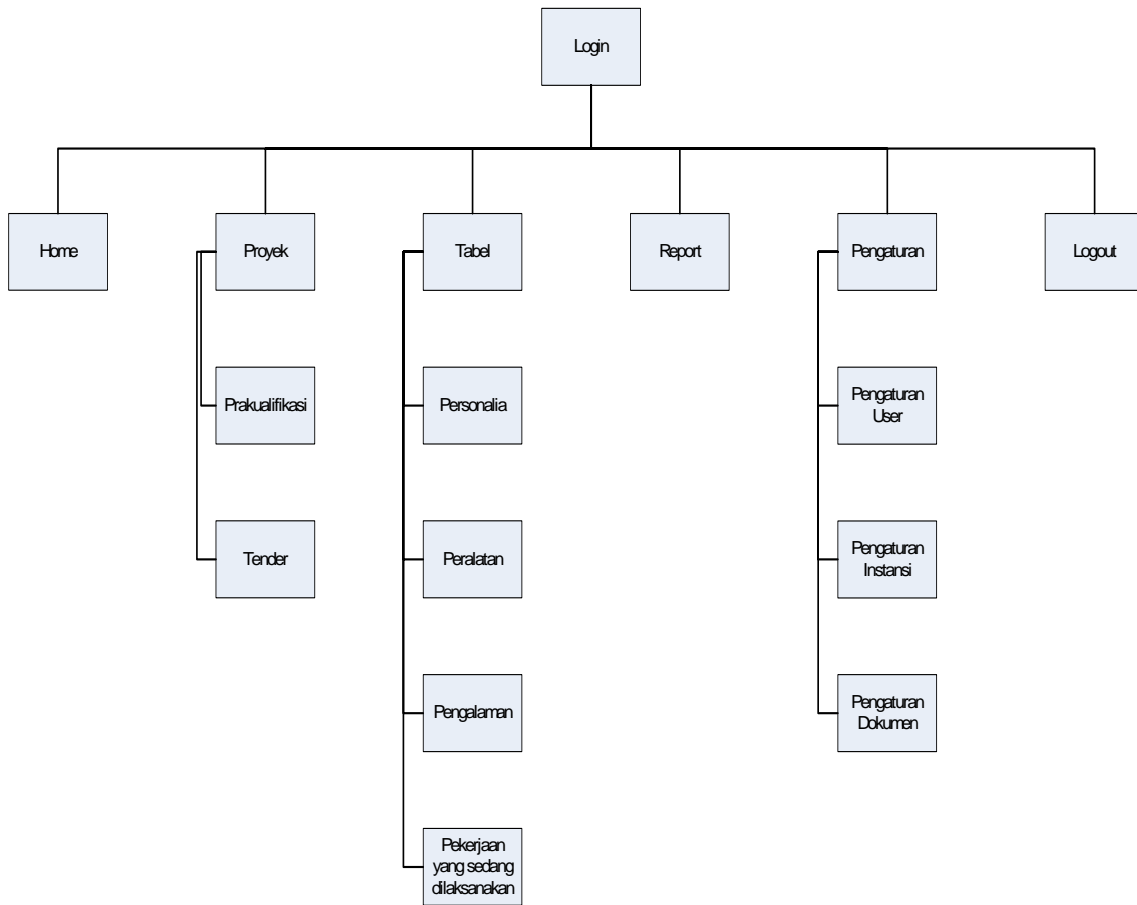 Login
Home
Proyek
Tabel
Report
Pengaturan
Logout
Prakualifikasi
Personalia
Pengaturan
User
Tender
Peralatan
Pengaturan
Instansi
Pengalaman
Pengaturan
Dokumen
Pekerjaan
yang sedang
dilaksanakan